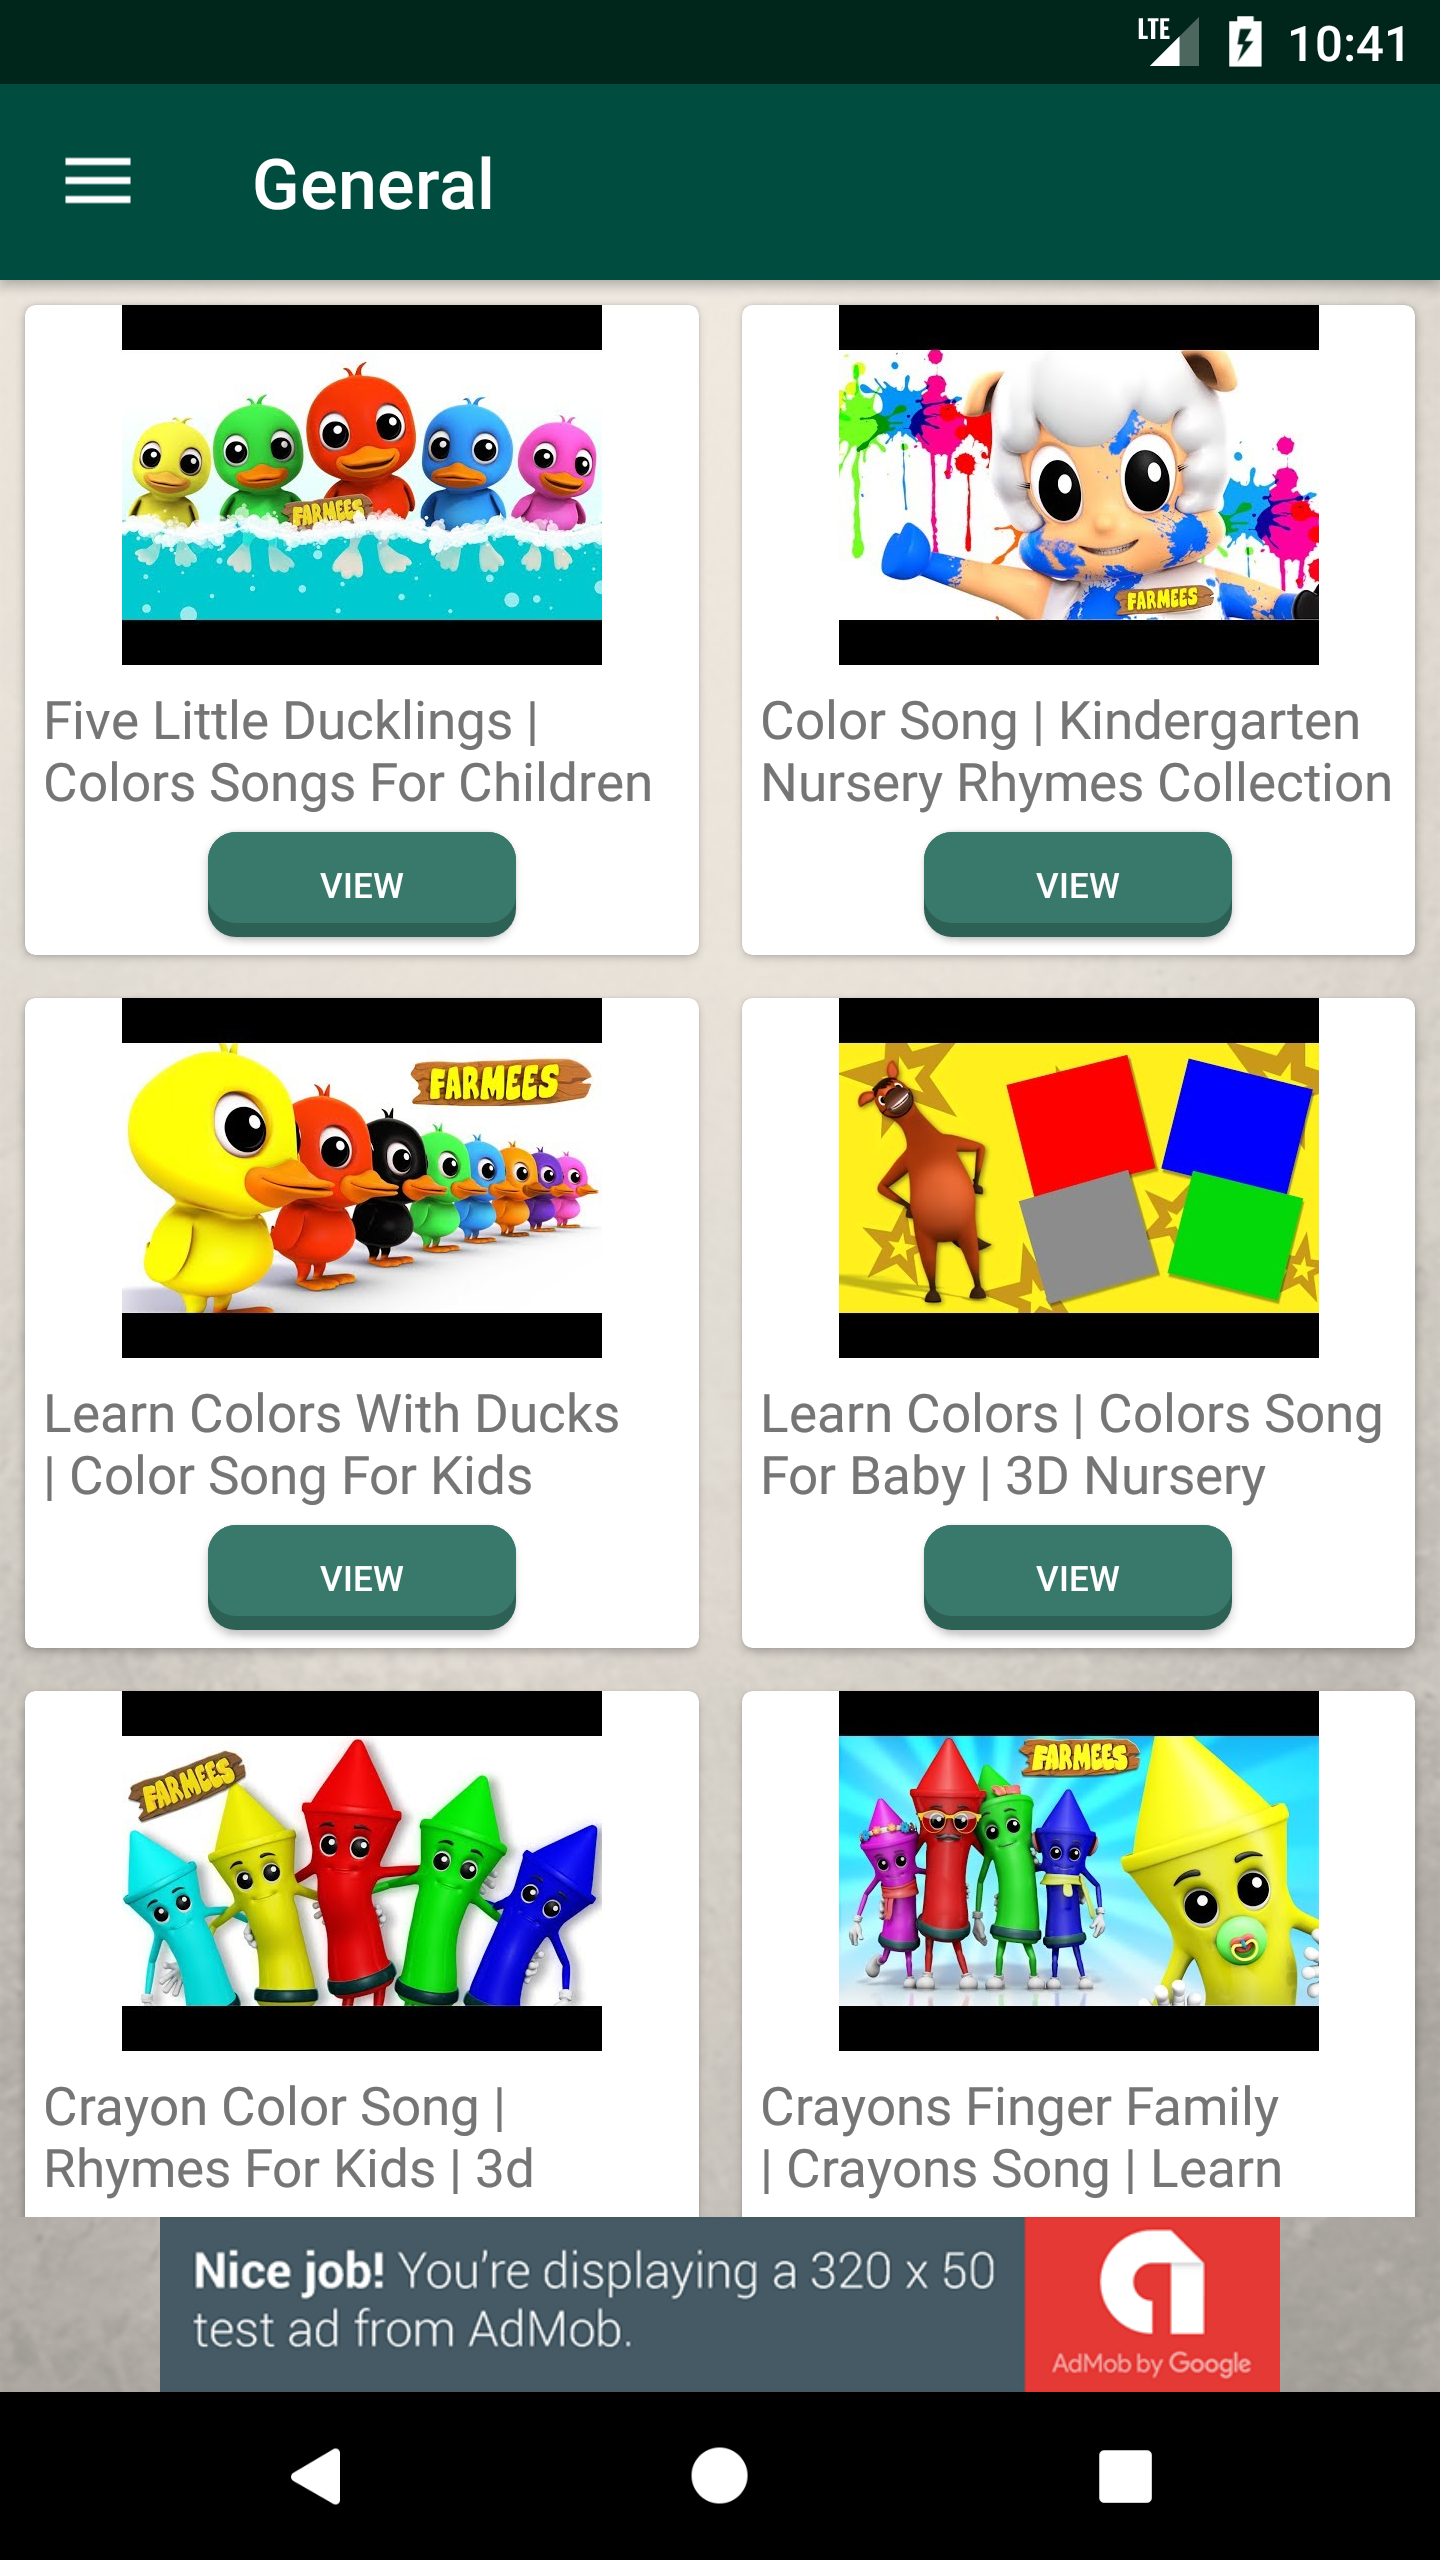 LTE 10:41
General
FARMEES
FARMEES
Five Little Ducklings |
Colors Songs For Children
VIEW
Color Song | Kindergarten
Nursery Rhymes Collection
VIEW
FARMEES
Learn Colors With Ducks
| Color Song For Kids
VIEW
Learn Colors | Colors Song
For Baby | 3D Nursery
VIEW
FARMEES
FARMEES
Crayon Color Song |
Rhymes For Kids | 3d
Crayons Finger Family
| Crayons Song | Learn
Nice job! You're displaying a 320 x 50
test ad from AdMob.
AdMob by Google